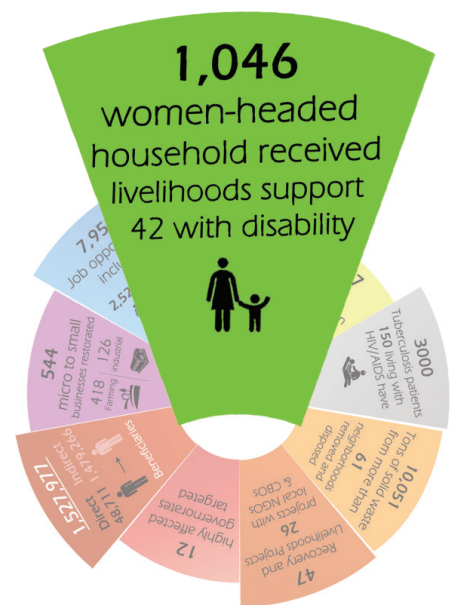 1,046
women-headed
household received
livelihoods support
42 with disability
3000
Tuberculosis patients
150 living with
HIV/AIDS have
10,051
Tons of solid waste
from more than
61
neighborhoods
removed and
disposed
47
Recovery and
Livelihoods Projects
26
projects with
local NGOs
& CBOs
12
highly affected
governorates
targeted
1,527,977
Direct
48,711
Indirect
1,479,266
Beneficiaries
544
micro to small
businesses restorated
418
Farming
126
industrial
7,95
Job oppo
inclu
2,52